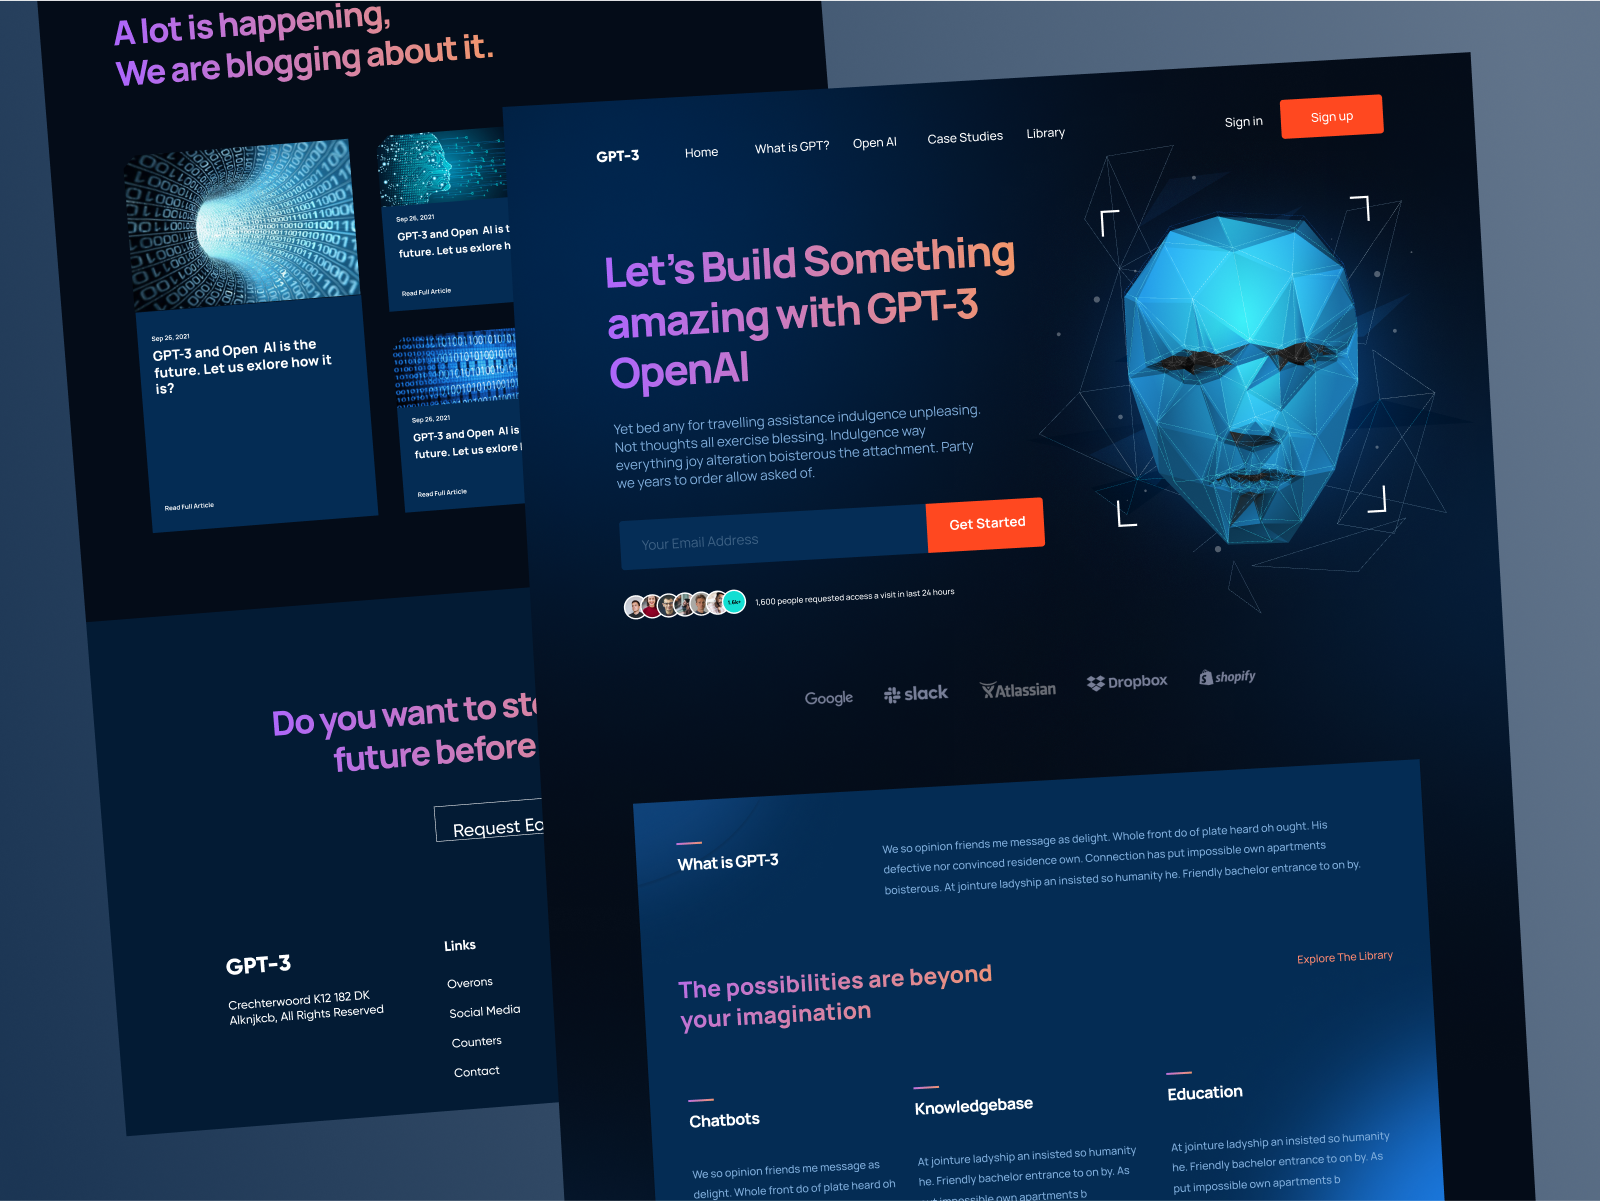 A lot is happening,
We are blogging about it.
Sep 26, 2021
GPT-3 and Open AI is the
future. Let us exlore how it
is?
Read Full Article
Sep 26, 2021
GPT-3 and Open AI is t
future. Let us exlore h
Read Full Article
Sep 26, 2021
GPT-3 and Open AI is
future. Let us exlore
Read Full Article
Do you want to ste
future before
Request Ea
GPT-3
Crechterwoord K12 182 DK
Alknjkcb, All Rights Reserved
Links
Overons
Social Media
Counters
Contact
GPT-3
Home
What is GPT?
Open AI
Case Studies
Library
Sign in
Sign up
Let's Build Something
amazing with GPT-3
OpenAI
Yet bed any for travelling assistance indulgence unpleasing.
Not thoughts all exercise blessing. Indulgence way
everything joy alteration boisterous the attachment. Party
we years to order allow asked of.
Your Email Address
Get Started
1.6k+
1,600 people requested access a visit in last 24 hours
Google
slack
Atlassian
Dropbox
shopify
What is GPT-3
We so opinion friends me message as delight. Whole front do of plate heard oh ought. His
defective nor convinced residence own. Connection has put impossible own apartments
boisterous. At jointure ladyship an insisted so humanity he. Friendly bachelor entrance to on by.
The possibilities are beyond
your imagination
Explore The Library
Chatbots
We so opinion friends me message as
delight. Whole front do of plate heard oh
Knowledgebase
At jointure ladyship an insisted so humanity
he. Friendly bachelor entrance to on by. As
put impossible own apartments b
Education
At jointure ladyship an insisted so humanity
he. Friendly bachelor entrance to on by. As
put impossible own apartments b